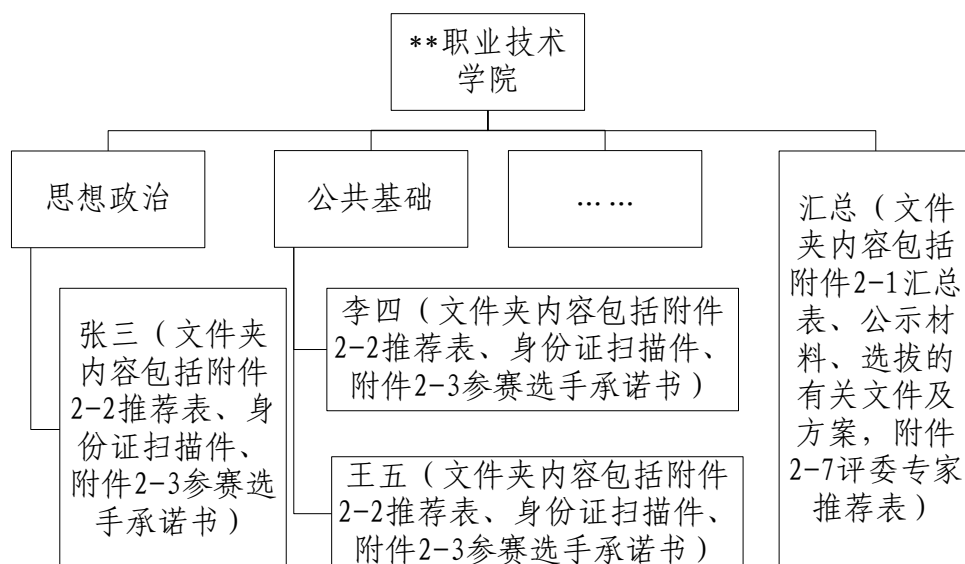 **职业技术
学院
思想政治
公共基础
……
汇总（文件
夹内容包括
附件2-1汇总
表、公示材
料、选拔的
有关文件及
方案，附件
2-7评委专家
推荐表）
张三（文件夹
内容包括附件
2-2推荐表、身
份证扫描件、
附件2-3参赛选
手承诺书）
李四（文件夹内容包括附件
2-2推荐表、身份证扫描件、
附件2-3参赛选手承诺书）
王五（文件夹内容包括附件
2-2推荐表、身份证扫描件、
附件2-3参赛选手承诺书）